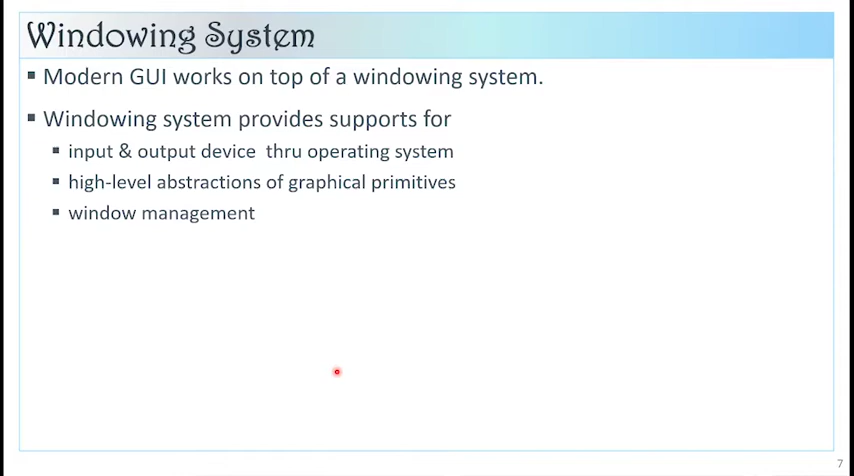 Windowing System
▪ Modern GUI works on top of a windowing system.
▪ Windowing system provides supports for
▪ input & output device thru operating system
▪ high-level abstractions of graphical primitives
▪ window management
7